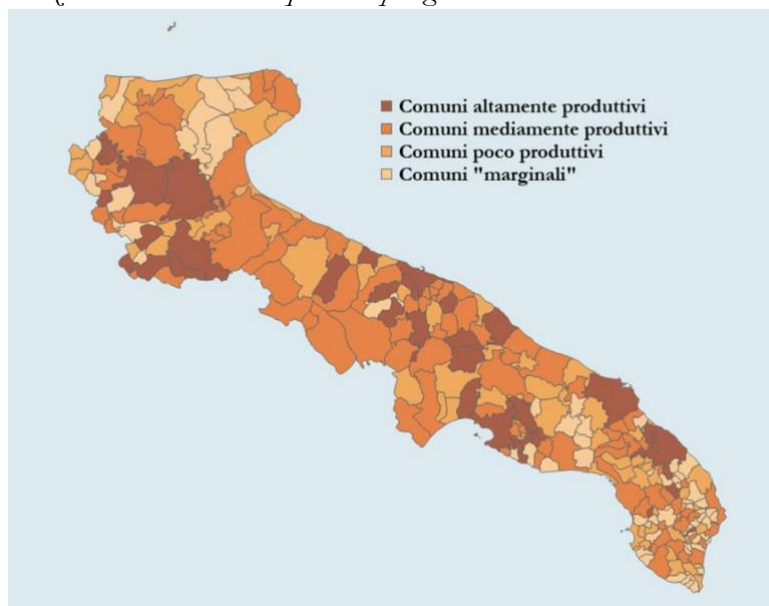 Comuni altamente produttivi
Comuni mediamente produttivi
Comuni poco produttivi
Comuni "marginali"